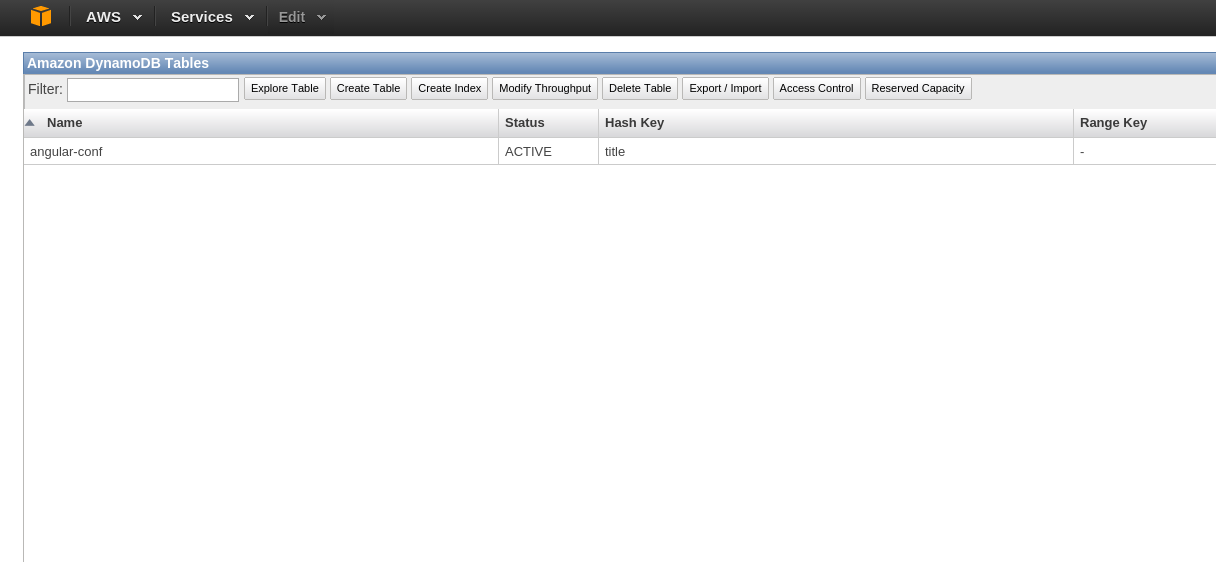 AWS Services Edit
Amazon DynamoDB Tables
Filter: Explore Table Create Table Create Index Modify Throughput Delete Table Export / Import Access Control Reserved Capacity
Name Status Hash Key Range Key
angular-conf ACTIVE title -